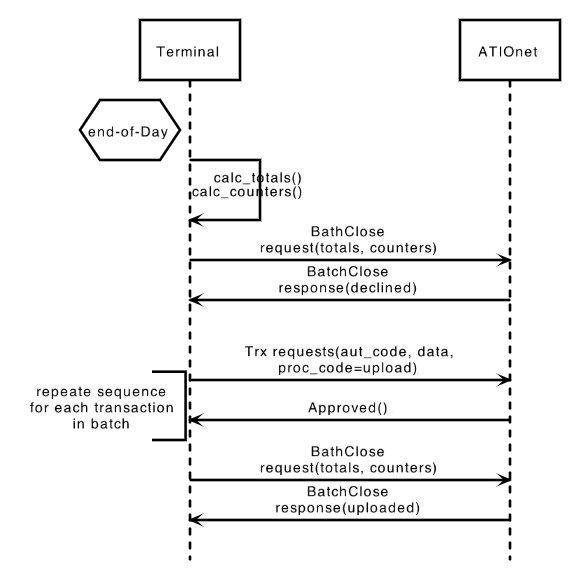 Terminal
ATIOnet
end-of-Day
calc_totals()
calc_counters()
BathClose
request(totals, counters)
BatchClose
response(declined)
Trx requests(aut_code, data,
proc_code=upload)
repeate sequence
for each transaction
in batch
Approved()
BathClose
request(totals, counters)
BatchClose
response(uploaded)